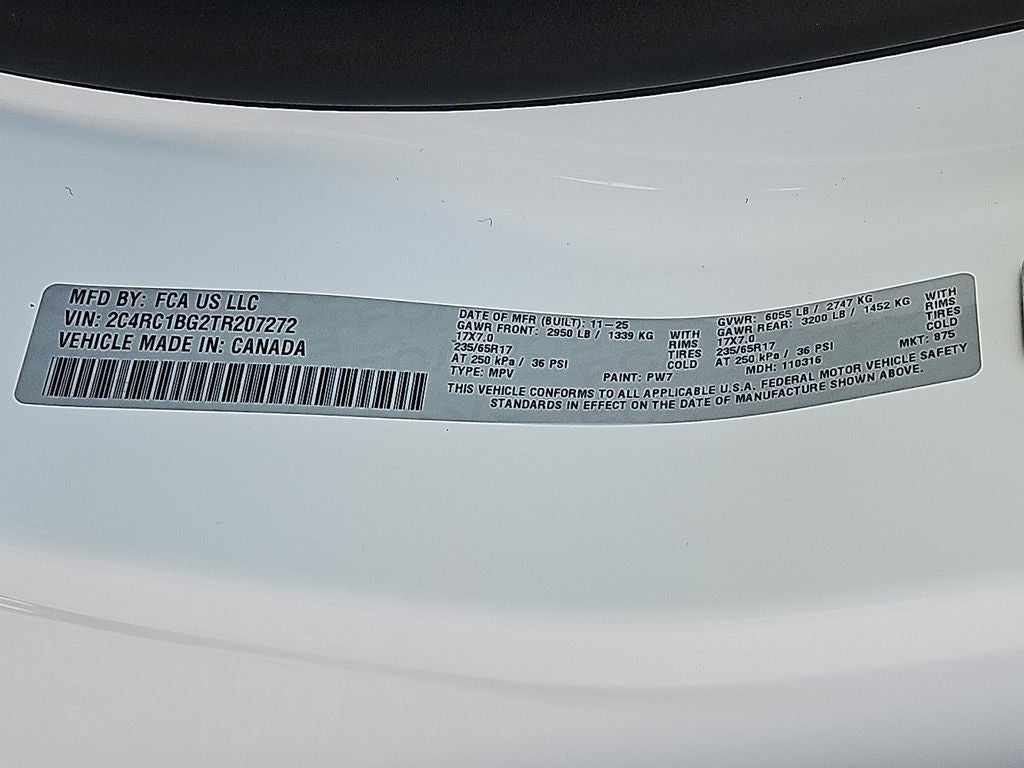 MFD BY: FCA US LLC
VIN: 2C4RC1BG2TR207272
VEHICLE MADE IN: CANADA
DATE OF MFR (BUILT): 11-25
GAWR FRONT: 2950 LB / 1339 KG WITH
17X7.0 RIMS
235/65R17 TIRES
AT 250 kPa / 36 PSI COLD
TYPE: MPV PAINT: PW7
GVWR: 6055 LB / 2747 KG
GAWR REAR: 3200 LB / 1452 KG WITH
17X7.0 RIMS
235/65R17 TIRES
AT 250 kPa / 36 PSI COLD
MDH: 110316 MKT: 875
THIS VEHICLE CONFORMS TO ALL APPLICABLE U.S.A. FEDERAL MOTOR VEHICLE SAFETY
STANDARDS IN EFFECT ON THE DATE OF MANUFACTURE SHOWN ABOVE.